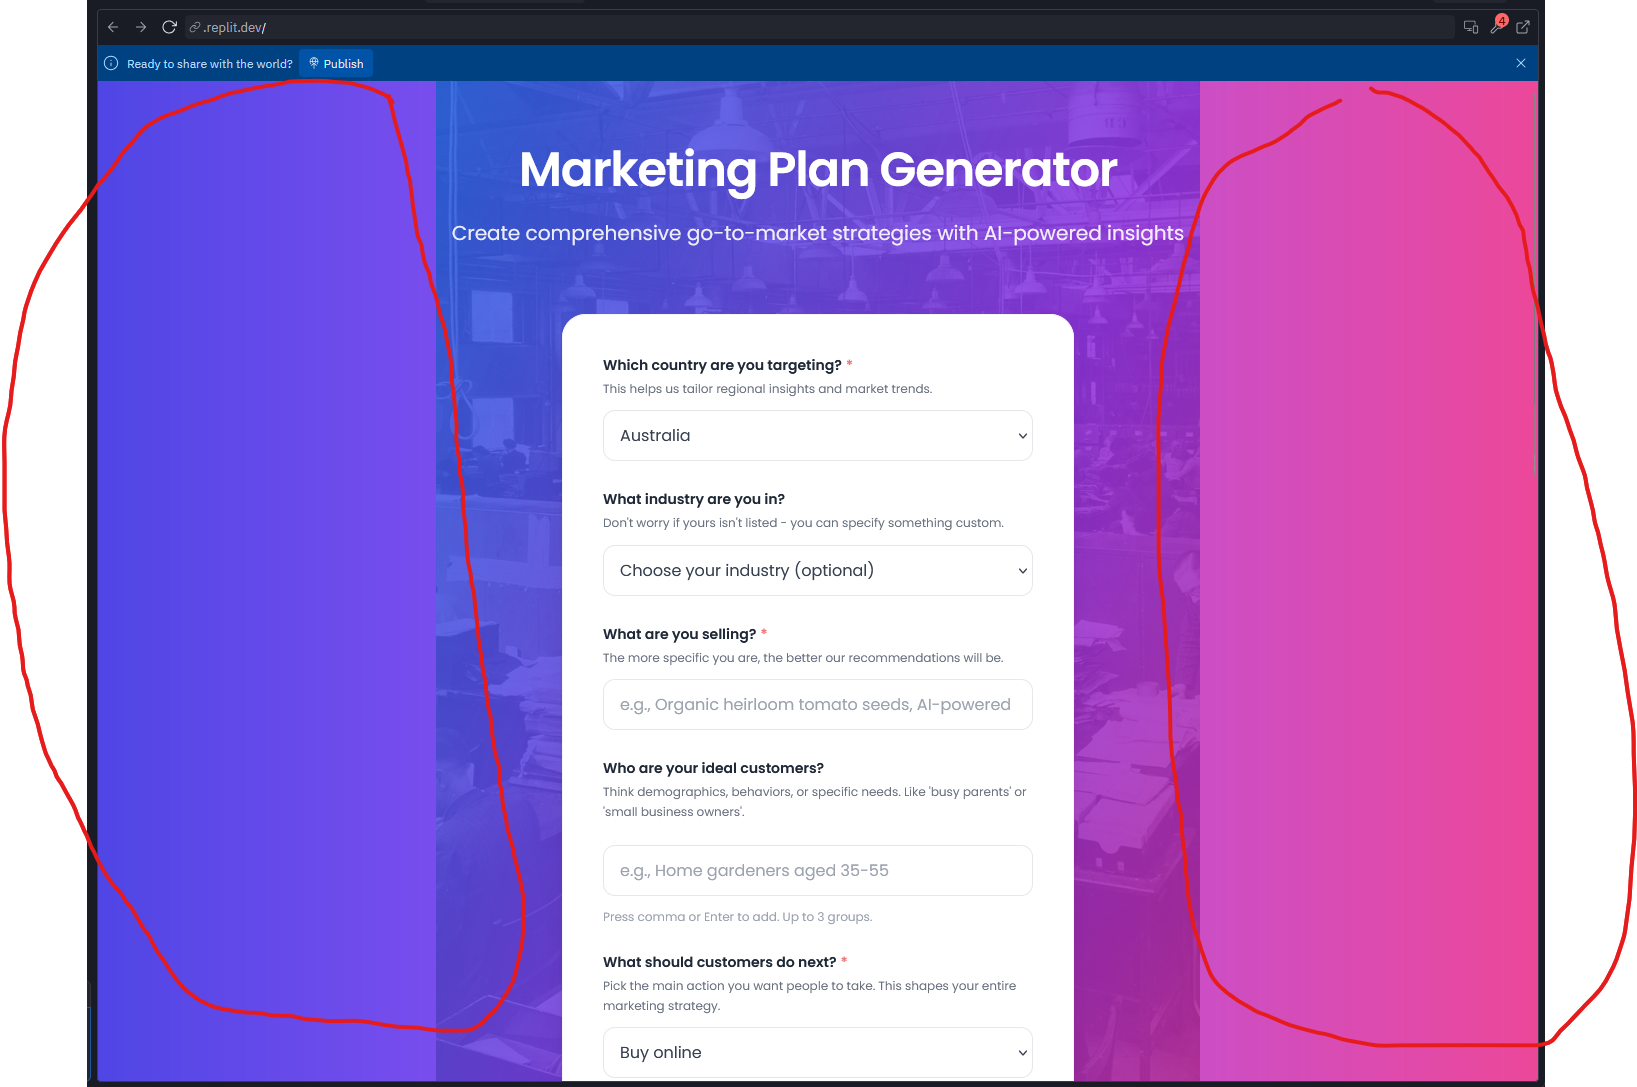 .replit.dev/
4
Ready to share with the world?
Publish
Marketing Plan Generator
Create comprehensive go-to-market strategies with AI-powered insights
Which country are you targeting? *
This helps us tailor regional insights and market trends.
Australia
What industry are you in?
Don't worry if yours isn't listed - you can specify something custom.
Choose your industry (optional)
What are you selling? *
The more specific you are, the better our recommendations will be.
e.g., Organic heirloom tomato seeds, AI-powered
Who are your ideal customers?
Think demographics, behaviors, or specific needs. Like 'busy parents' or
'small business owners'.
e.g., Home gardeners aged 35-55
Press comma or Enter to add. Up to 3 groups.
What should customers do next? *
Pick the main action you want people to take. This shapes your entire
marketing strategy.
Buy online